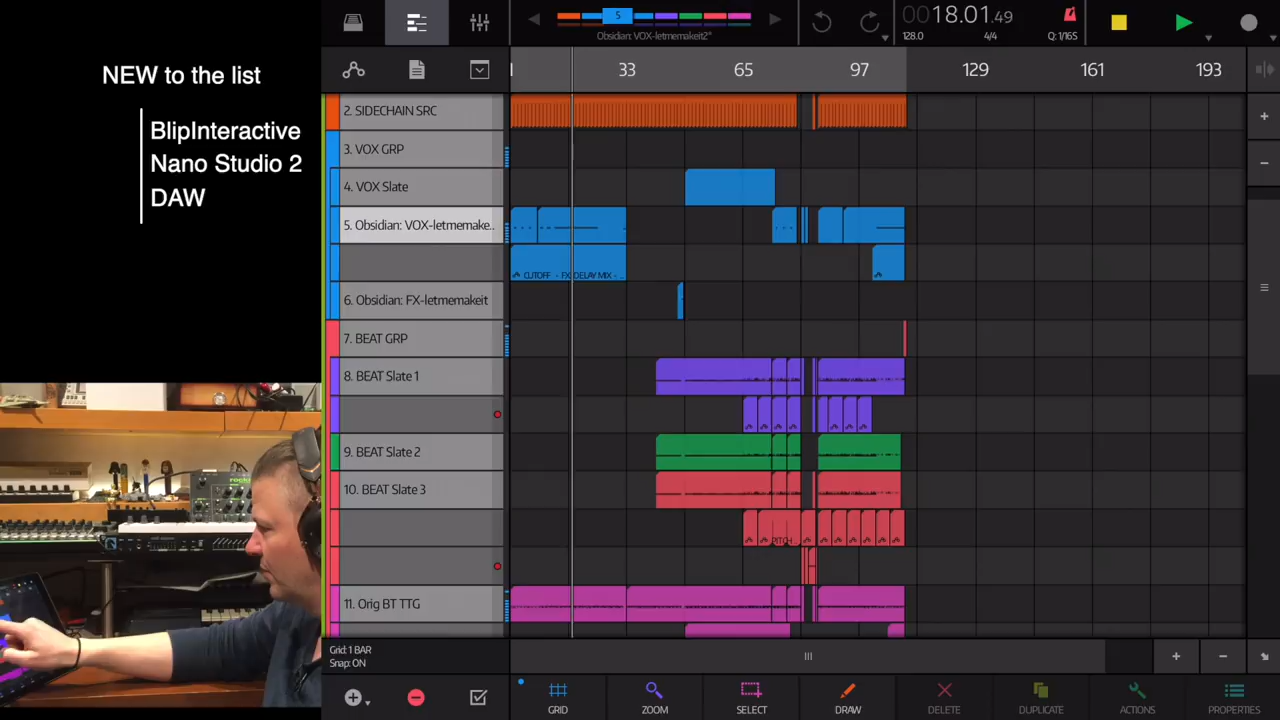 NEW to the list
BlipInteractive
Nano Studio 2
DAW
5
Obsidian: VOX-letmemakeit2*
00 18.01.49
128.0
4/4
Q: 1/16S
33
65
97
129
161
193
2. SIDECHAIN SRC
3. VOX GRP
4. VOX Slate
5. Obsidian: VOX-letmemake..
CUTOFF - FX DELAY MIX - ..
6. Obsidian: FX-letmemakeit
7. BEAT GRP
8. BEAT Slate 1
9. BEAT Slate 2
10. BEAT Slate 3
PITCH
11. Orig BT TTG
Grid: 1 BAR
Snap: ON
GRID
ZOOM
SELECT
DRAW
DELETE
DUPLICATE
ACTIONS
PROPERTIES